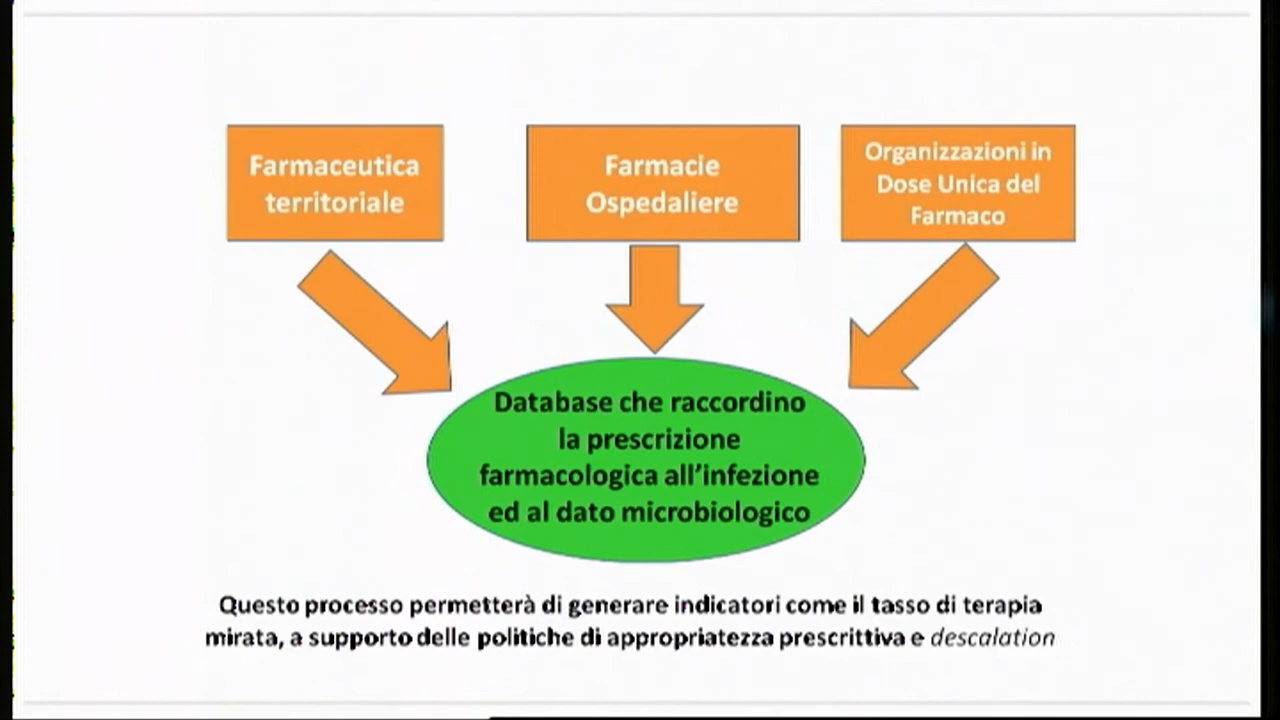 Farmaceutica
territoriale
Farmacie
Ospedaliere
Organizzazioni in
Dose Unica del
Farmaco
Database che raccordino
la prescrizione
farmacologica all’infezione
ed al dato microbiologico
Questo processo permetterà di generare indicatori come il tasso di terapia
mirata, a supporto delle politiche di appropriatezza prescrittiva e descalation